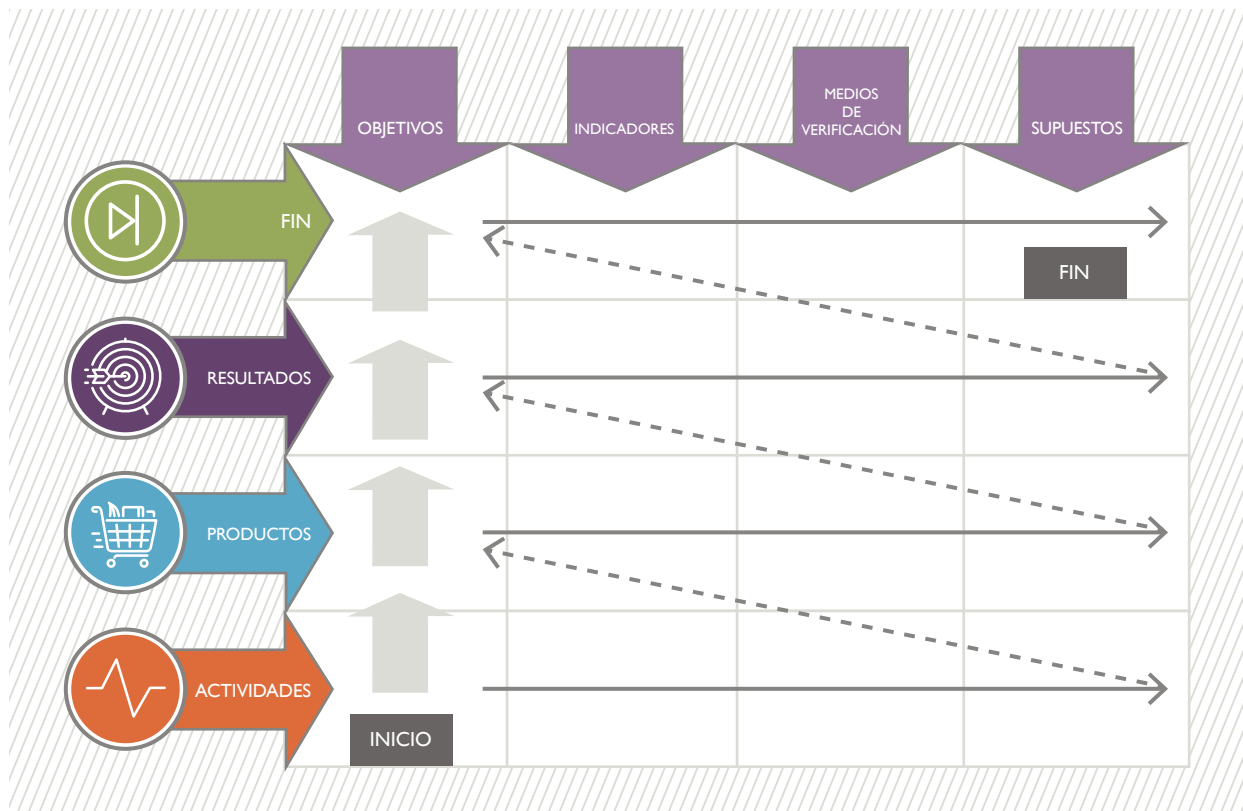 OBJETIVOS
INDICADORES
MEDIOS
DE
VERIFICACIÓN
SUPUESTOS
FIN
FIN
RESULTADOS
PRODUCTOS
ACTIVIDADES
INICIO